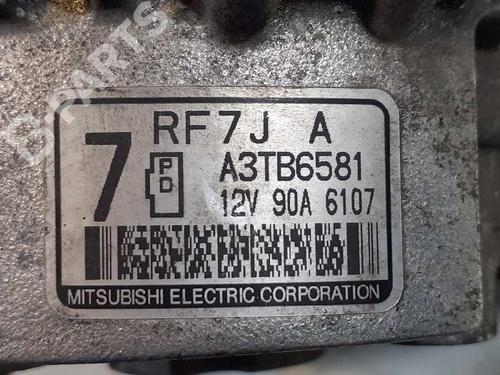 B PARTS
RF7J A
7
P
D
A3TB6581
12V 90A 6107
MITSUBISHI ELECTRIC CORPORATION